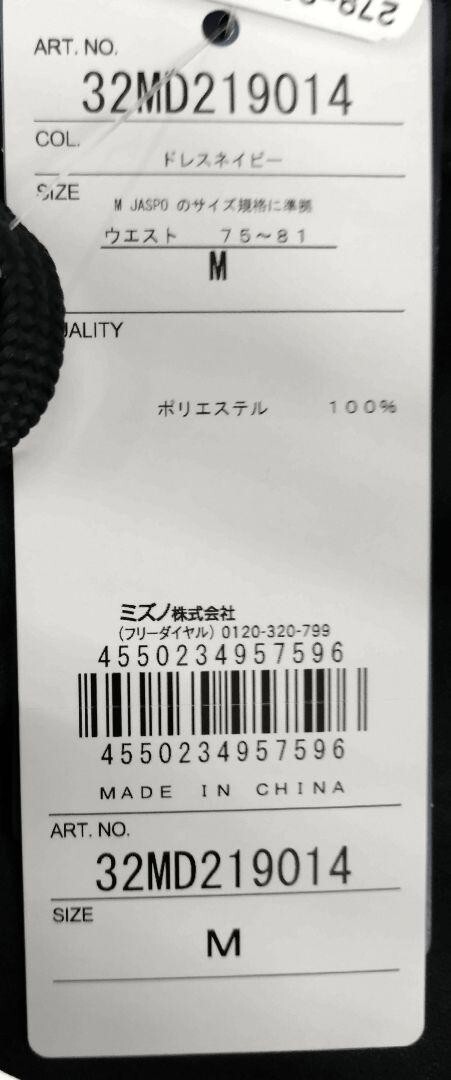 ART. NO.
32MD219014
COL.
ドレスネイビー
SIZE
M JASPO のサイズ規格に準拠
ウエスト 75~81
M
UALITY
ポリエステル 100%
ミズノ株式会社
(フリーダイヤル) 0120-320-799
4550234957596
4550234957596
MADE IN CHINA
ART. NO.
32MD219014
SIZE
M